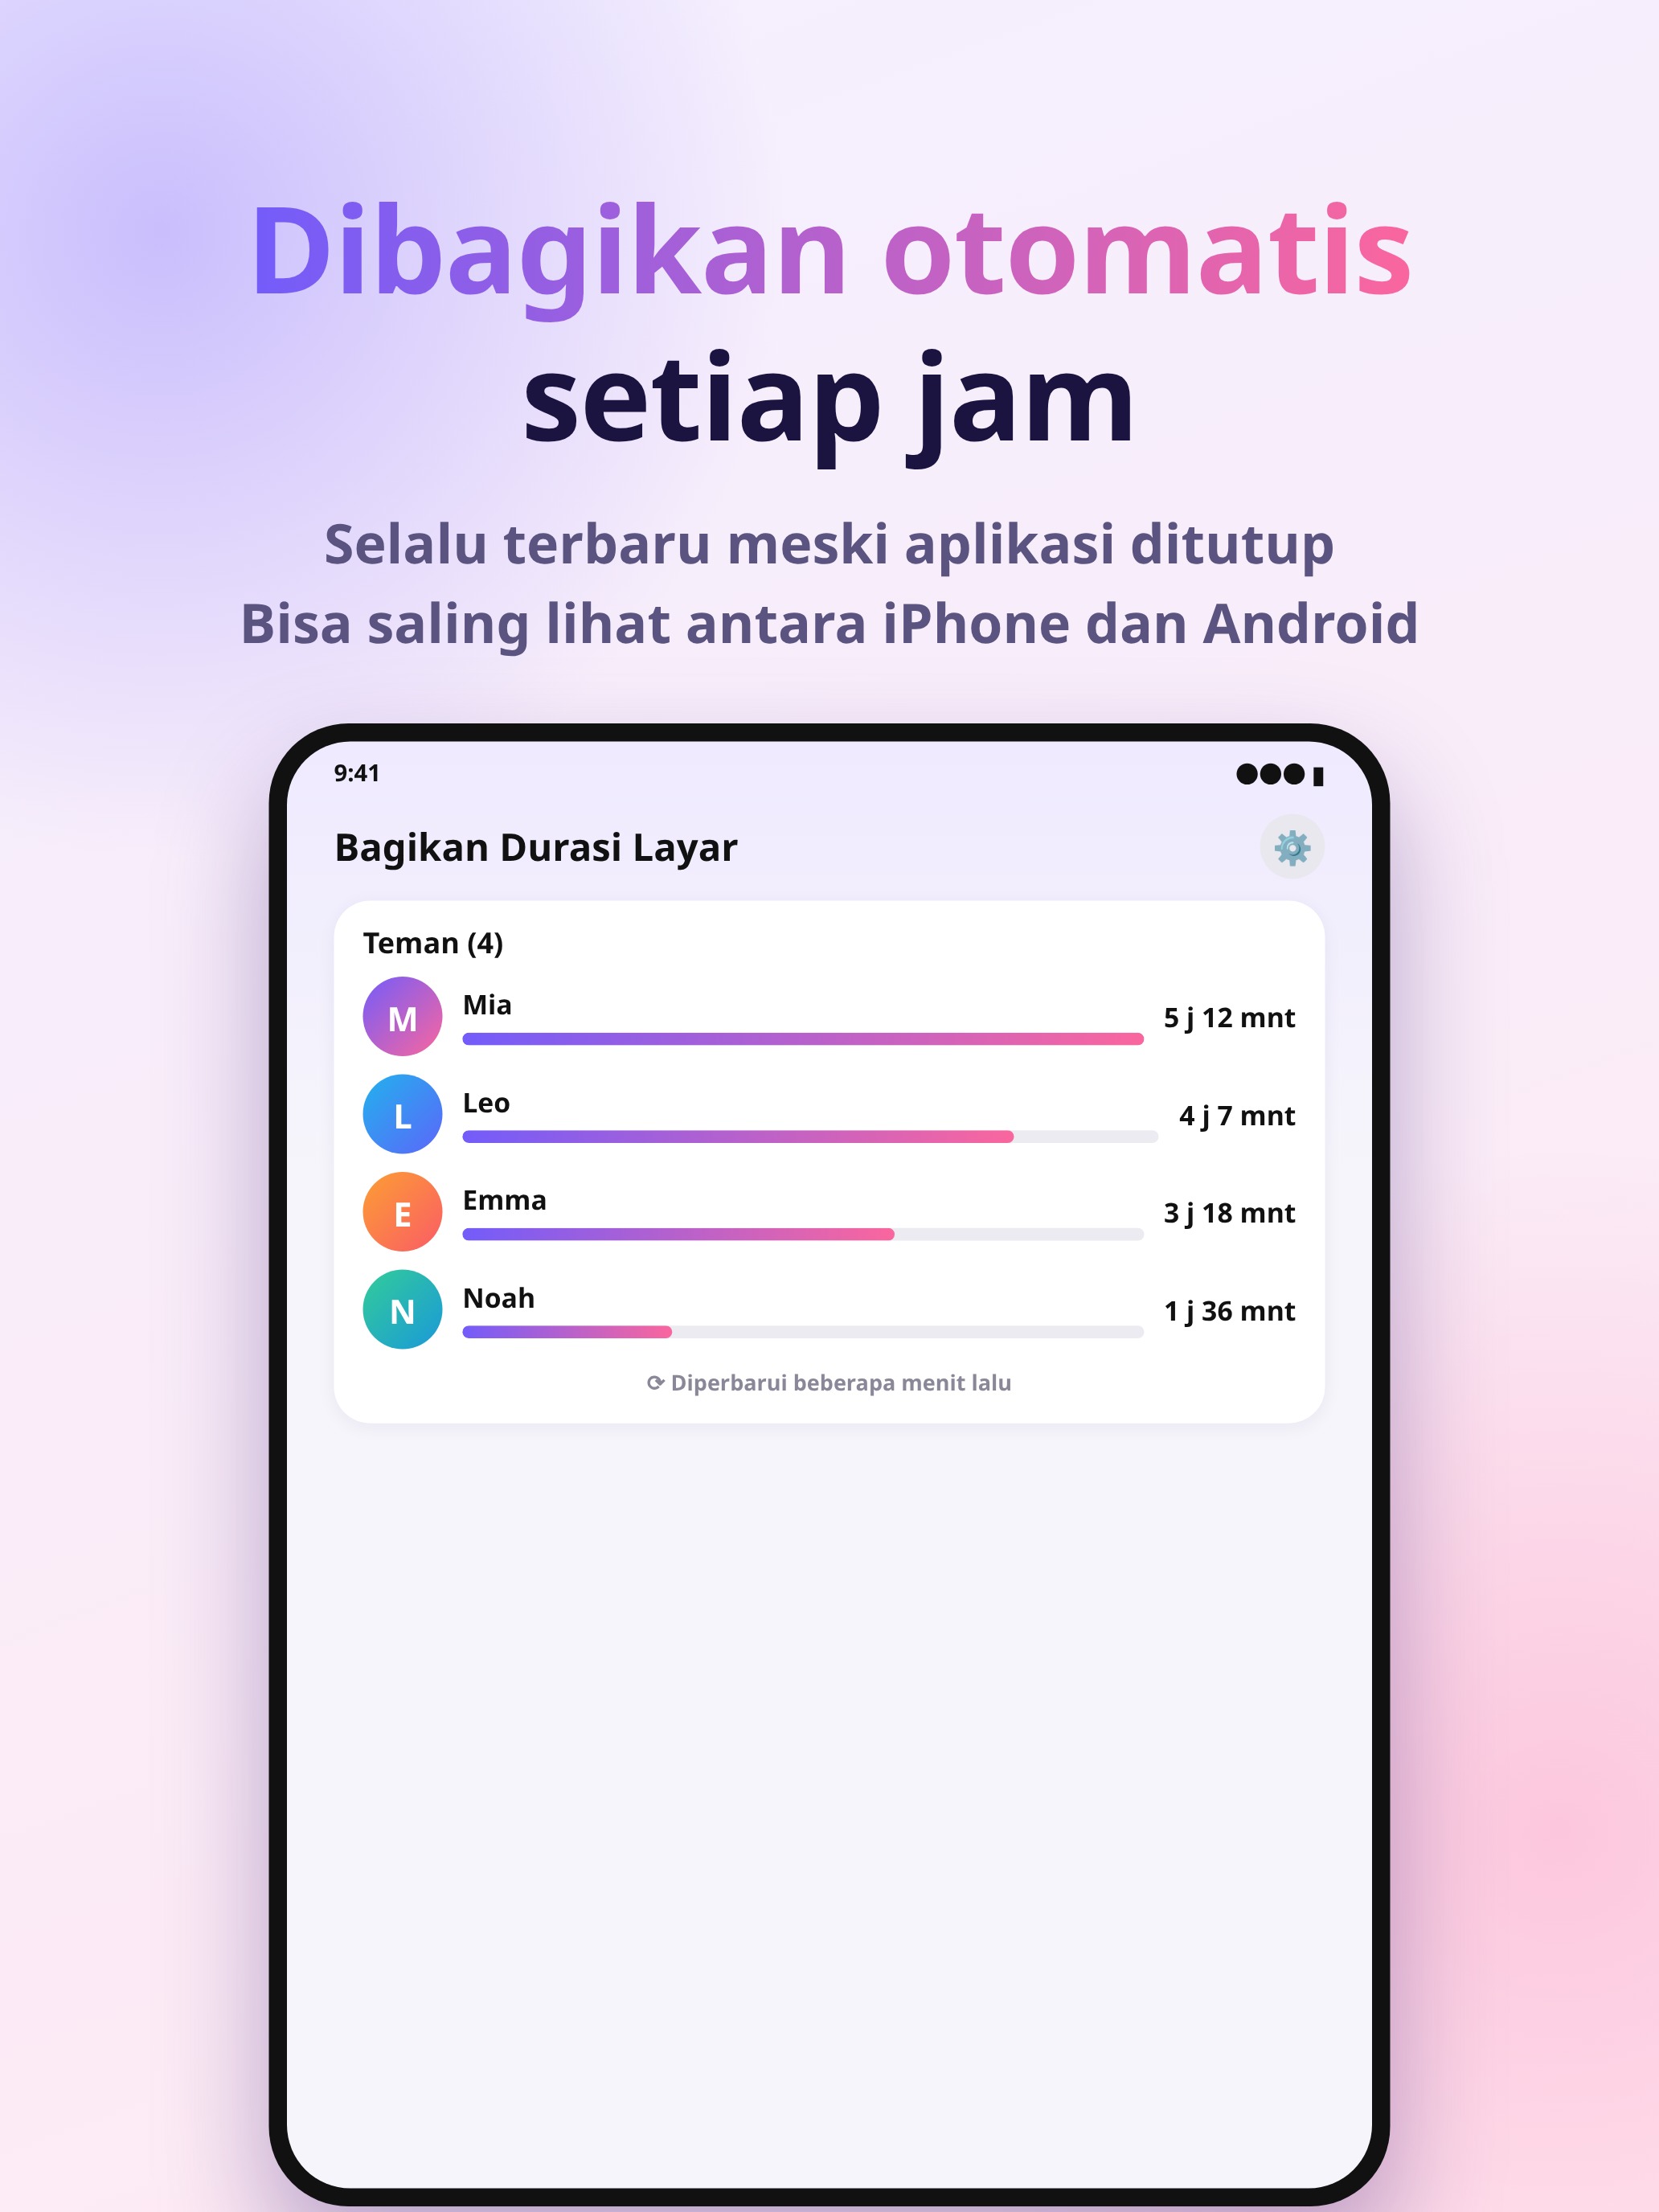 Dibagikan otomatis
setiap jam
Selalu terbaru meski aplikasi ditutup
Bisa saling lihat antara iPhone dan Android
9:41
Bagikan Durasi Layar
Teman (4)
M Mia 5 j 12 mnt
L Leo 4 j 7 mnt
E Emma 3 j 18 mnt
N Noah 1 j 36 mnt
⟳ Diperbarui beberapa menit lalu